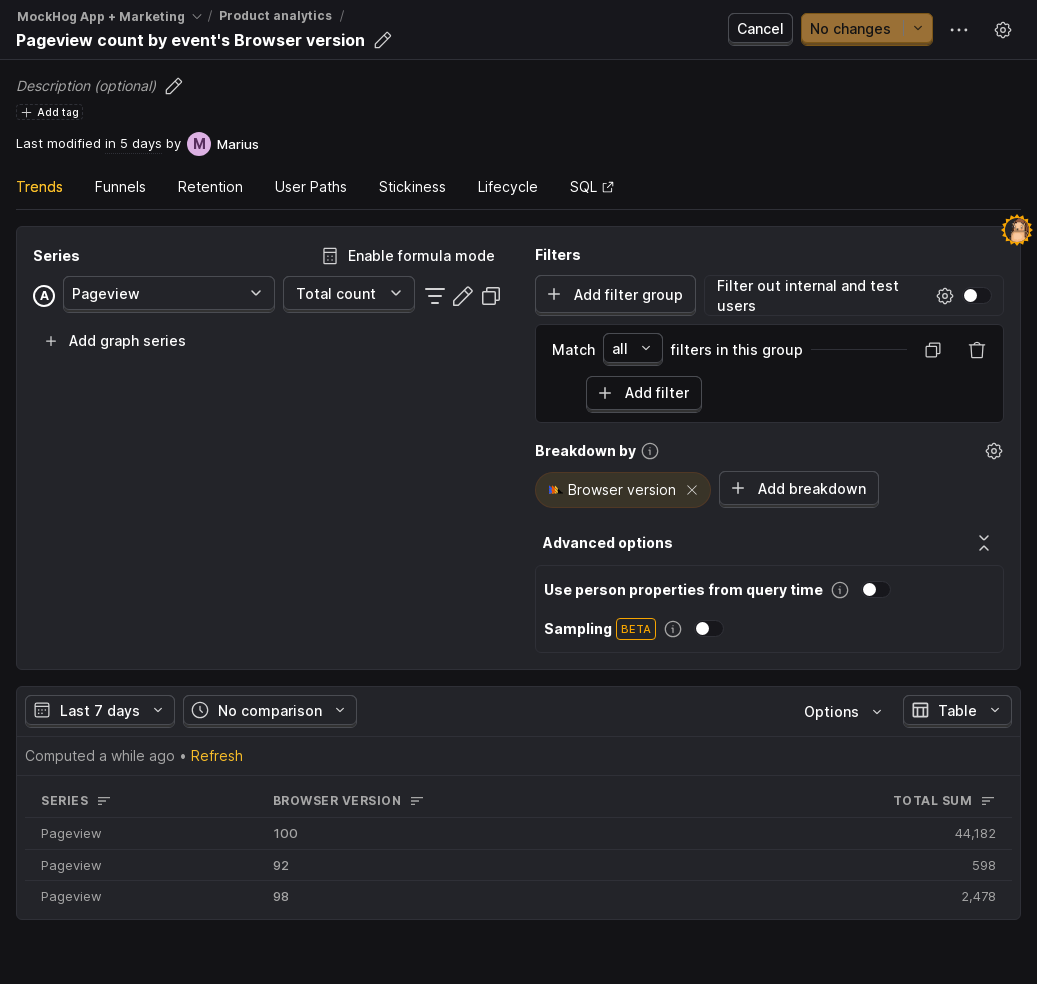 MockHog App + Marketing / Product analytics /
Pageview count by event's Browser version
Cancel
No changes
Description (optional)
Add tag
Last modified in 5 days by M Marius
Trends
Funnels
Retention
User Paths
Stickiness
Lifecycle
SQL
Series
Enable formula mode
A
Pageview
Total count
Add graph series
Filters
Add filter group
Filter out internal and test
users
Match all filters in this group
Add filter
Breakdown by
Browser version
Add breakdown
Advanced options
Use person properties from query time
Sampling BETA
Last 7 days
No comparison
Options
Table
Computed a while ago • Refresh
SERIES BROWSER VERSION TOTAL SUM
Pageview 100 44,182
Pageview 92 598
Pageview 98 2,478